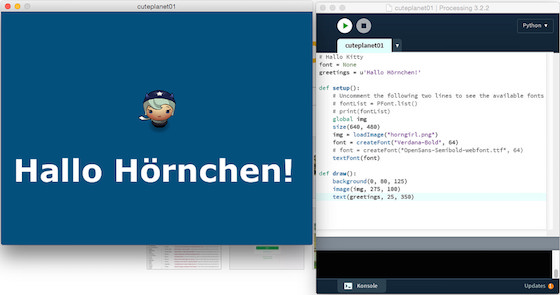 cuteplanet01
Hallo Hörnchen!
cuteplanet01 | Processing 3.2.2
Python
cuteplanet01
# Hallo Kitty
font = None
greetings = u'Hallo Hörnchen!'
def setup():
# Uncomment the following two lines to see the available fonts
# fontList = PFont.list()
# print(fontList)
global img
size(640, 480)
img = loadImage("horngirl.png")
font = createFont("Verdana-Bold", 64)
# font = createFont("OpenSans-Semibold-webfont.ttf", 64)
textFont(font)
def draw():
background(0, 80, 125)
image(img, 275, 180)
text(greetings, 25, 350)
Konsole
Updates